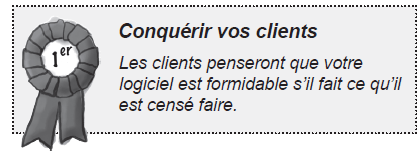 1er
Conquérir vos clients
Les clients penseront que votre
logiciel est formidable s’il fait ce qu’il
est censé faire.